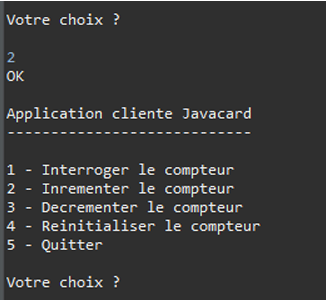 Votre choix ?
2
OK
Application cliente Javacard
----------------------------
1 - Interroger le compteur
2 - Inrementer le compteur
3 - Decrementer le compteur
4 - Reinitialiser le compteur
5 - Quitter
Votre choix ?